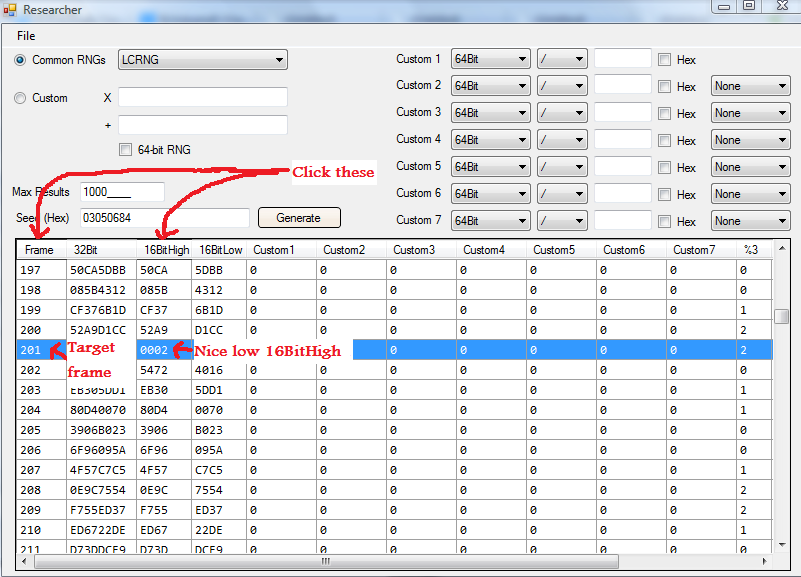 Researcher
File
Common RNGs LCRNG Custom 1 64Bit / Hex
Custom X Custom 2 64Bit / Hex None
+ Custom 3 64Bit / Hex None
64-bit RNG Custom 4 64Bit / Hex None
Click these Custom 5 64Bit / Hex None
Max Results 1000____ Custom 6 64Bit / Hex None
Seed (Hex) 03050684 Generate Custom 7 64Bit / Hex None
Frame 32Bit 16BitHigh 16BitLow Custom1 Custom2 Custom3 Custom4 Custom5 Custom6 Custom7 %3
197 50CA5DBB 50CA 5DBB 0 0 0 0 0 0 0 0
198 085B4312 085B 4312 0 0 0 0 0 0 0 0
199 CF376B1D CF37 6B1D 0 0 0 0 0 0 0 1
200 52A9D1CC 52A9 D1CC 0 0 0 0 0 0 0 2
201 Target 0002 Nice low 16BitHigh 0 0 0 0 0 2
frame
202 5472 4016 0 0 0 0 0 0 0 0
203 EB305DD1 EB30 5DD1 0 0 0 0 0 0 0 1
204 80D40070 80D4 0070 0 0 0 0 0 0 0 1
205 3906B023 3906 B023 0 0 0 0 0 0 0 0
206 6F96095A 6F96 095A 0 0 0 0 0 0 0 0
207 4F57C7C5 4F57 C7C5 0 0 0 0 0 0 0 1
208 0E9C7554 0E9C 7554 0 0 0 0 0 0 0 2
209 F755ED37 F755 ED37 0 0 0 0 0 0 0 2
210 ED6722DE ED67 22DE 0 0 0 0 0 0 0 1
211 D73DDCF9 D73D DCF9